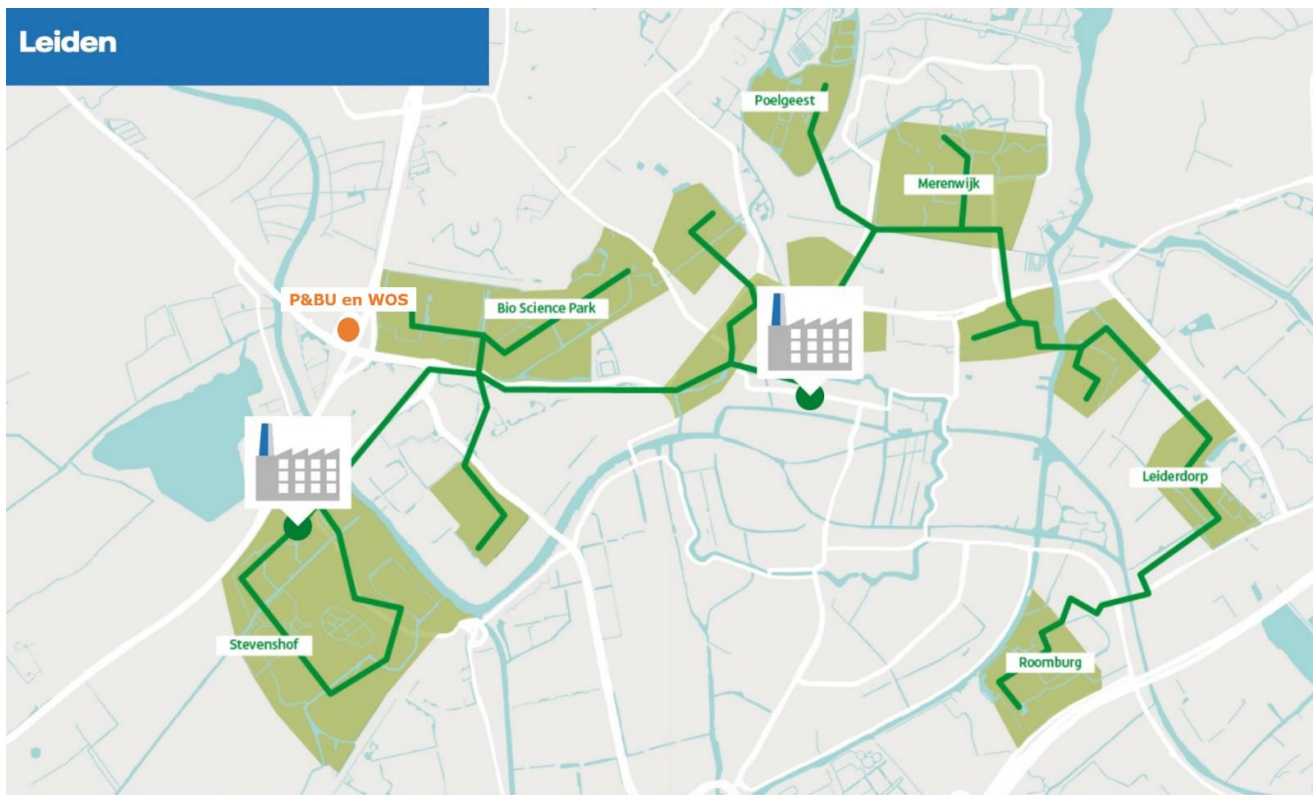 Leiden
Poelgeest
Merenwijk
P&BU en WOS
Bio Science Park
Leiderdorp
Stevenshof
Roomburg